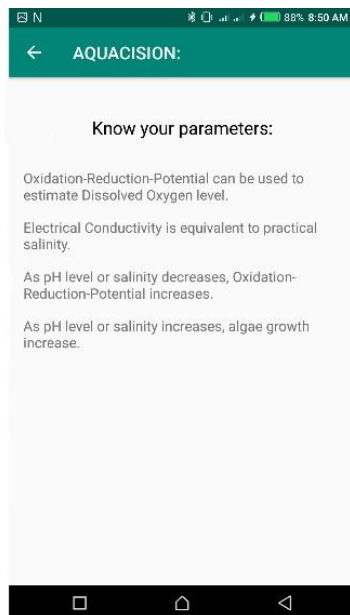 N 88% 8:50 AM
AQUACISION:
Know your parameters:
Oxidation-Reduction-Potential can be used to
estimate Dissolved Oxygen level.
Electrical Conductivity is equivalent to practical
salinity.
As pH level or salinity decreases, Oxidation-
Reduction-Potential increases.
As pH level or salinity increases, algae growth
increase.